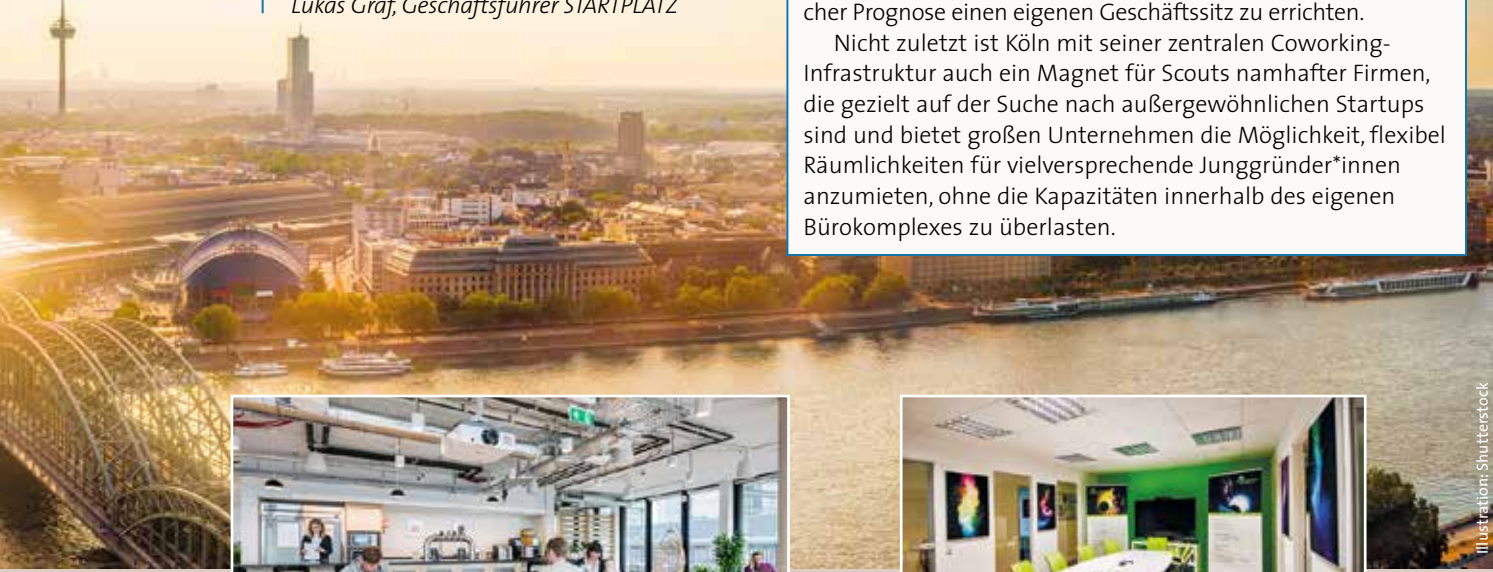 Lukas Graf, Geschäftsführer STARTPLATZ
cher Prognose einen eigenen Geschäftssitz zu errichten.
Nicht zuletzt ist Köln mit seiner zentralen Coworking-
Infrastruktur auch ein Magnet für Scouts namhafter Firmen,
die gezielt auf der Suche nach außergewöhnlichen Startups
sind und bietet großen Unternehmen die Möglichkeit, flexibel
Räumlichkeiten für vielversprechende Junggründer*innen
anzumieten, ohne die Kapazitäten innerhalb des eigenen
Bürokomplexes zu überlasten.
Illustration: Shutterstock